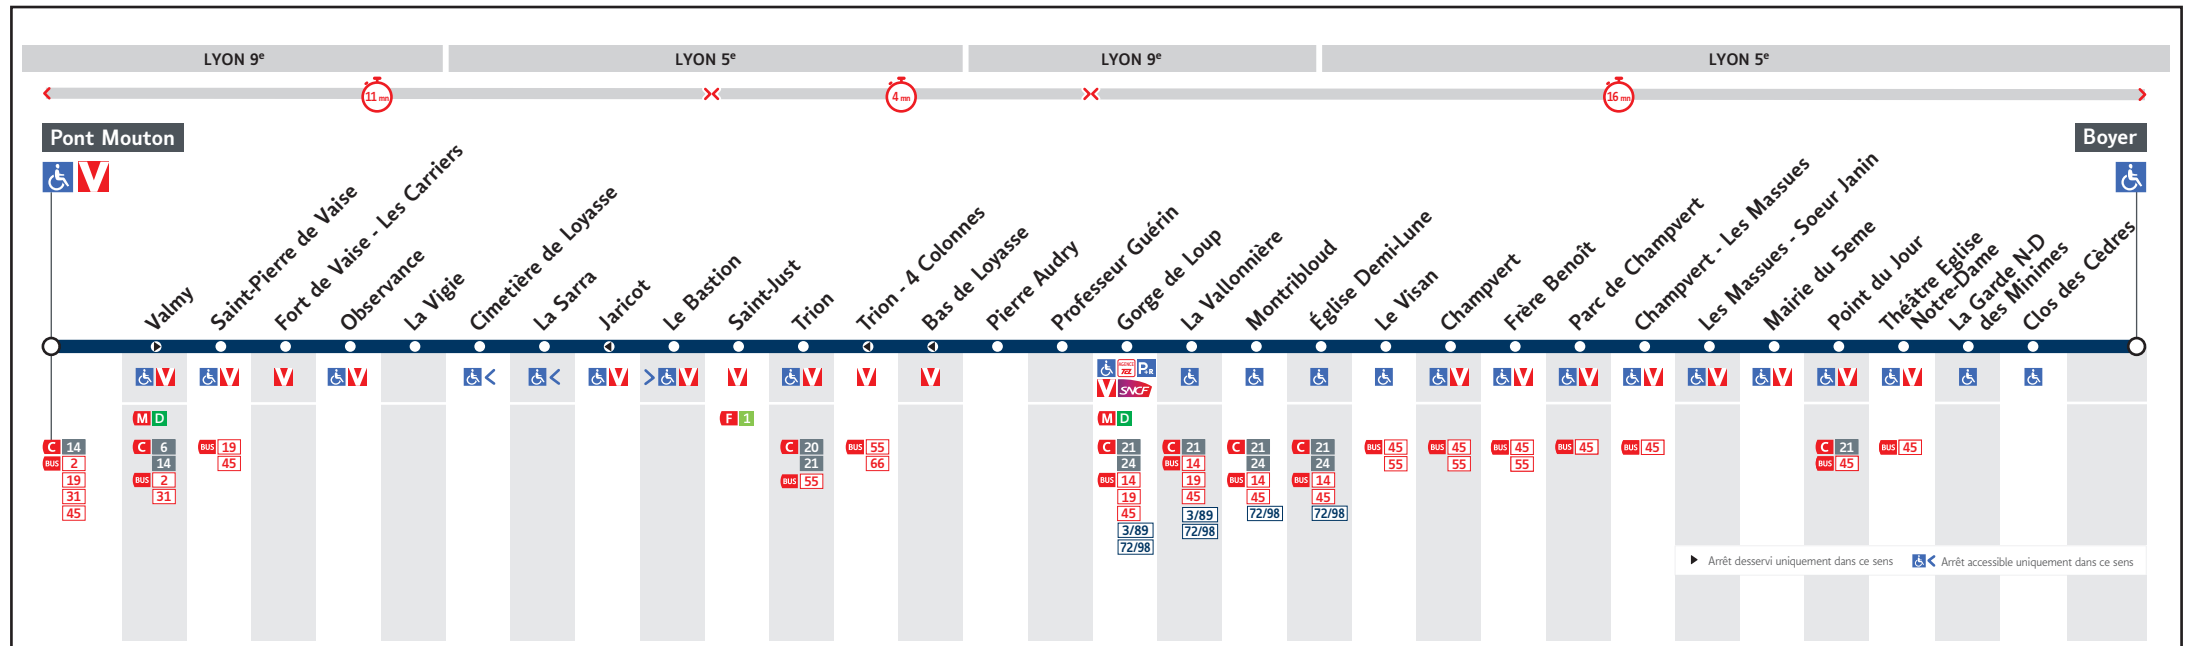 LYON 9e
LYON 5e
LYON 9e
LYON 5e
11 mn
4 mn
16 mn
Pont Mouton
Boyer
Valmy
Saint-Pierre de Vaise
Fort de Vaise - Les Carriers
Observance
La Vigie
Cimetière de Loyasse
La Sarra
Jaricot
Le Bastion
Saint-Just
Trion
Trion - 4 Colonnes
Bas de Loyasse
Pierre Audry
Professeur Guérin
Gorge de Loup
La Vallonnière
Montribloud
Église Demi-Lune
Le Visan
Champvert
Frère Benoît
Parc de Champvert
Champvert - Les Massues
Les Massues - Soeur Janin
Mairie du 5eme
Point du Jour
Théâtre Eglise
Notre-Dame
La Garde N-D
des Minimes
Clos des Cèdres
C 14
BUS 2
19
31
45
M D
C 6
14
BUS 2
31
BUS 19
45
F 1
C 20
21
BUS 55
BUS 55
66
AGENCE TCL P+R
SNCF
M D
C 21
24
BUS 14
19
45
3/89
72/98
C 21
BUS 14
19
45
3/89
72/98
C 21
24
BUS 14
45
72/98
C 21
24
BUS 14
45
72/98
BUS 45
55
BUS 45
55
BUS 45
55
BUS 45
BUS 45
C 21
BUS 45
BUS 45
Arrêt desservi uniquement dans ce sens
Arrêt accessible uniquement dans ce sens